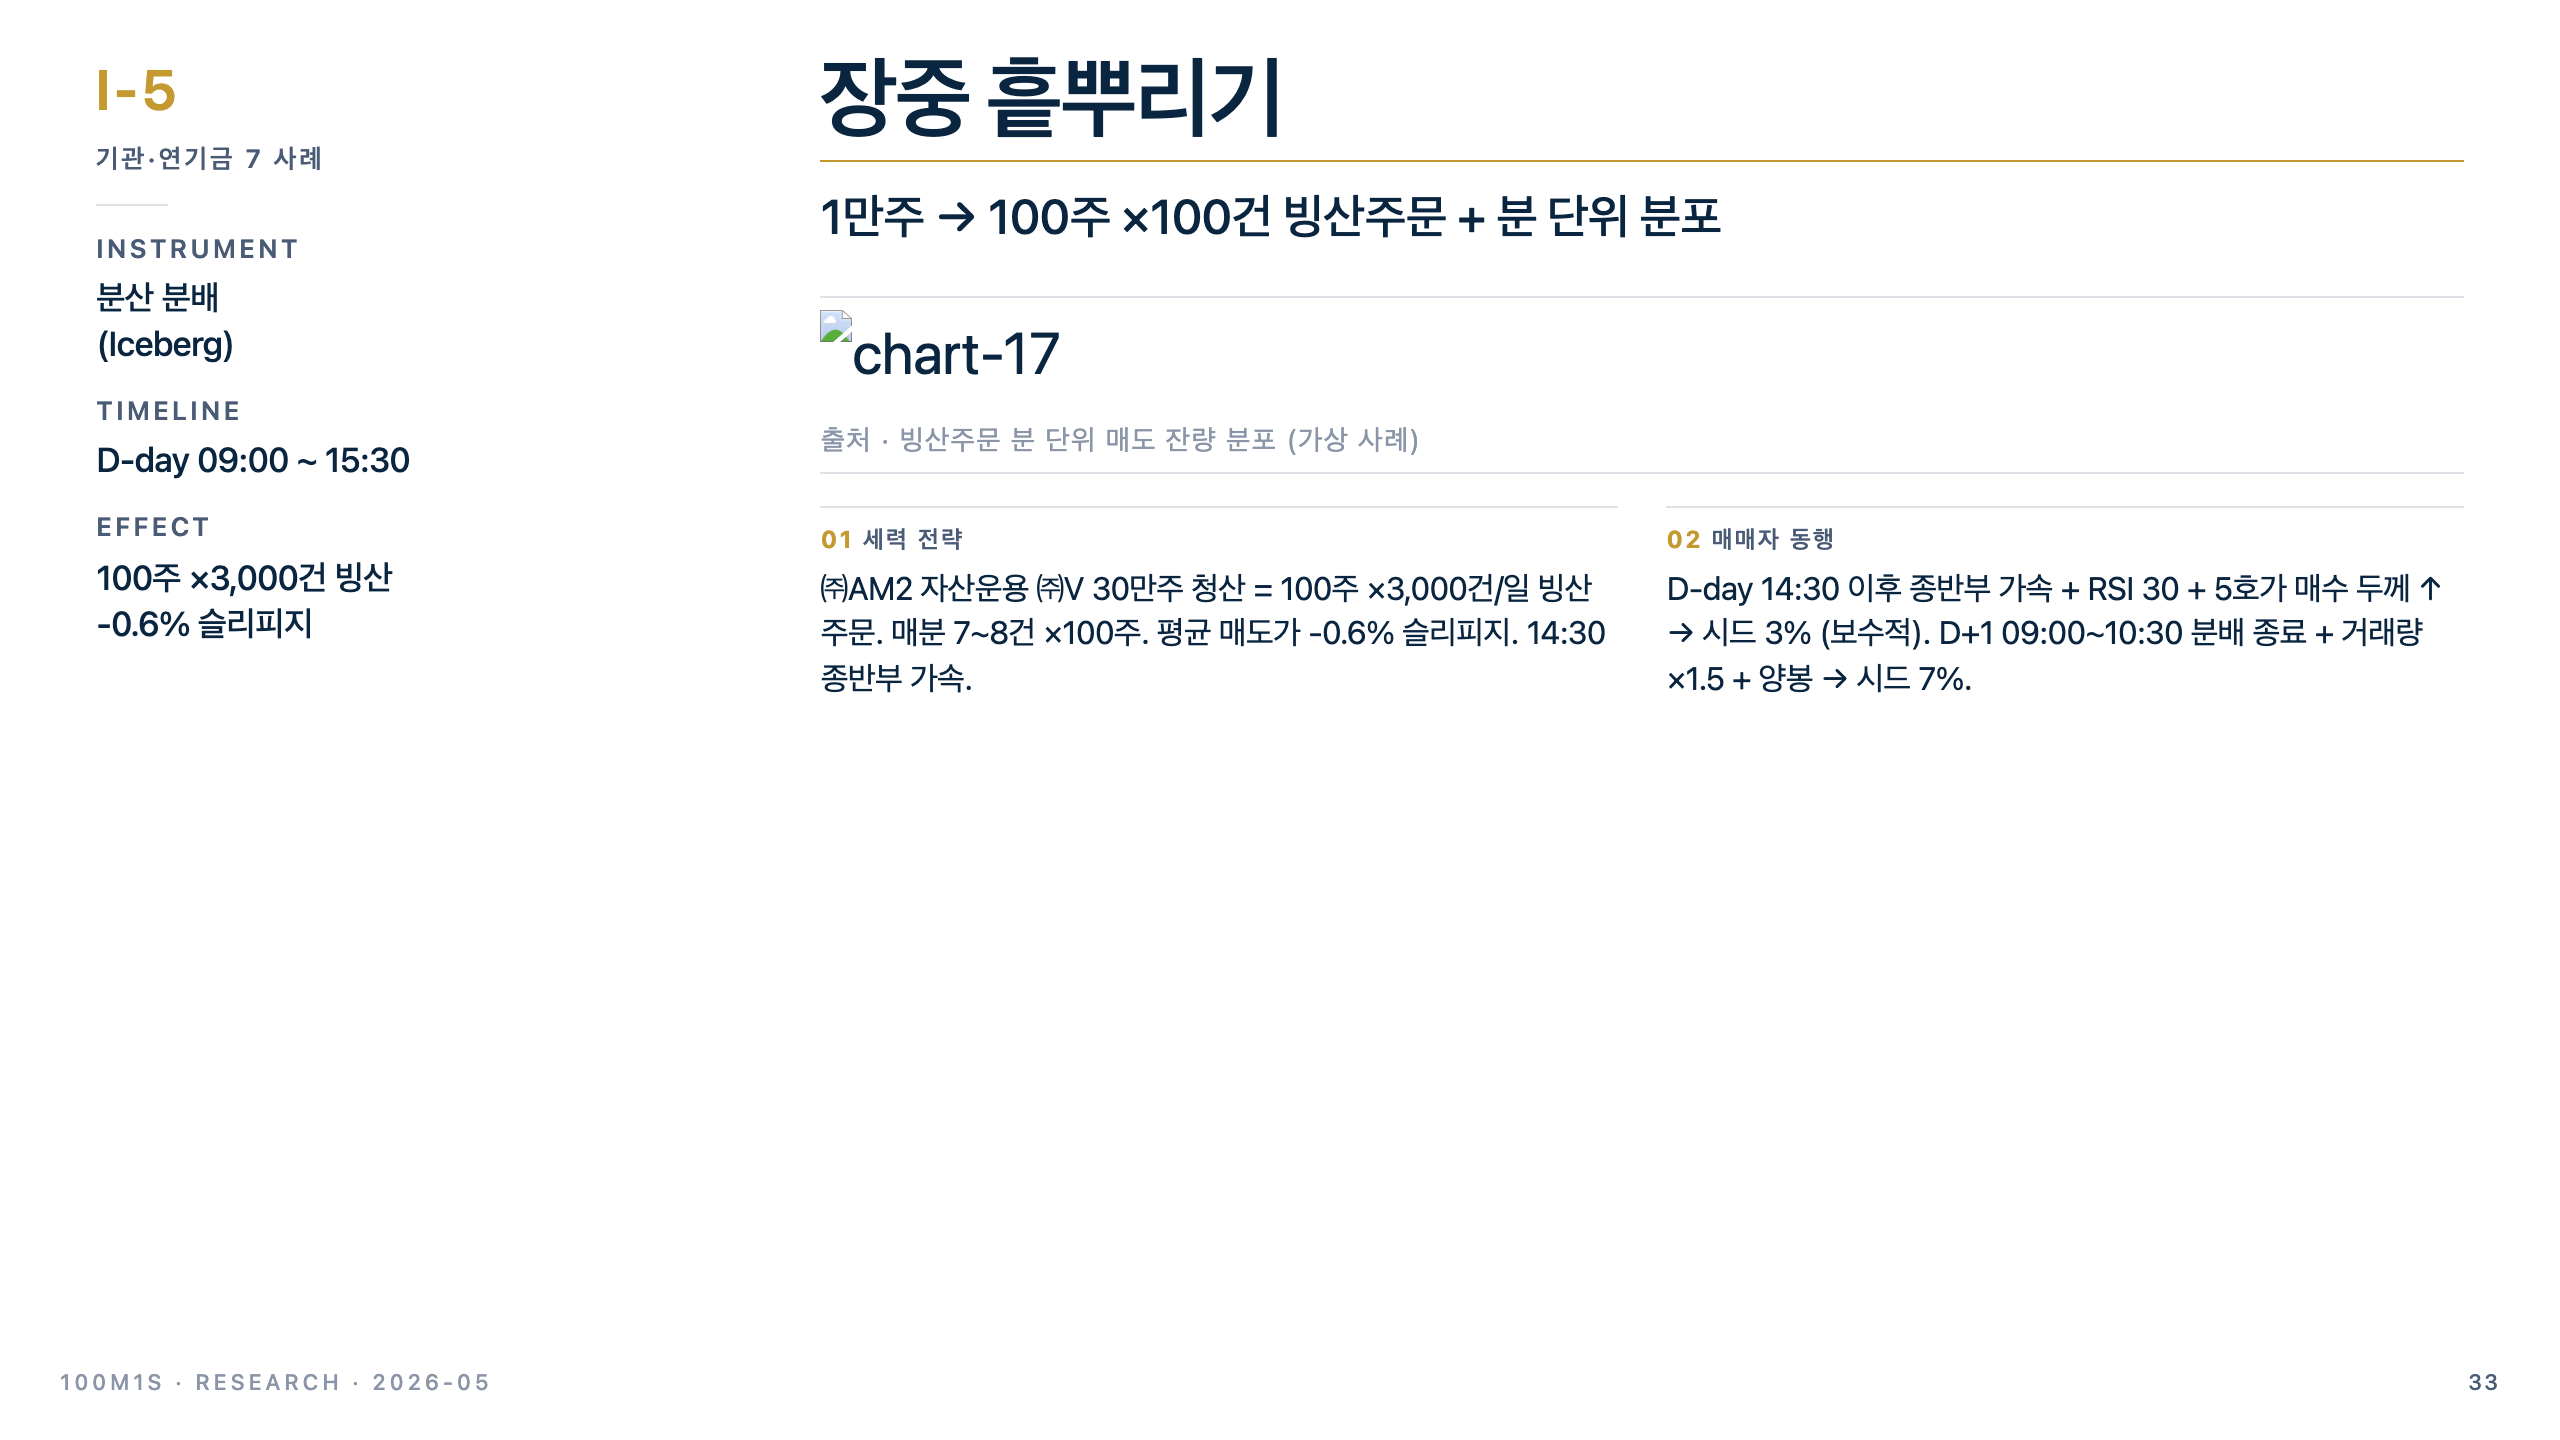 I-5
기관·연기금 7 사례
INSTRUMENT
분산 분배
(Iceberg)
TIMELINE
D-day 09:00 ~ 15:30
EFFECT
100주 ×3,000건 빙산
-0.6% 슬리피지
장중 흩뿌리기
1만주 → 100주 ×100건 빙산주문 + 분 단위 분포
chart-17
출처 · 빙산주문 분 단위 매도 잔량 분포 (가상 사례)
01 세력 전략
㈜AM2 자산운용 ㈜V 30만주 청산 = 100주 ×3,000건/일 빙산
주문. 매분 7~8건 ×100주. 평균 매도가 -0.6% 슬리피지. 14:30
종반부 가속.
02 매매자 동행
D-day 14:30 이후 종반부 가속 + RSI 30 + 5호가 매수 두께 ↑
→ 시드 3% (보수적). D+1 09:00~10:30 분배 종료 + 거래량
×1.5 + 양봉 → 시드 7%.
100M1S · RESEARCH · 2026-05
33